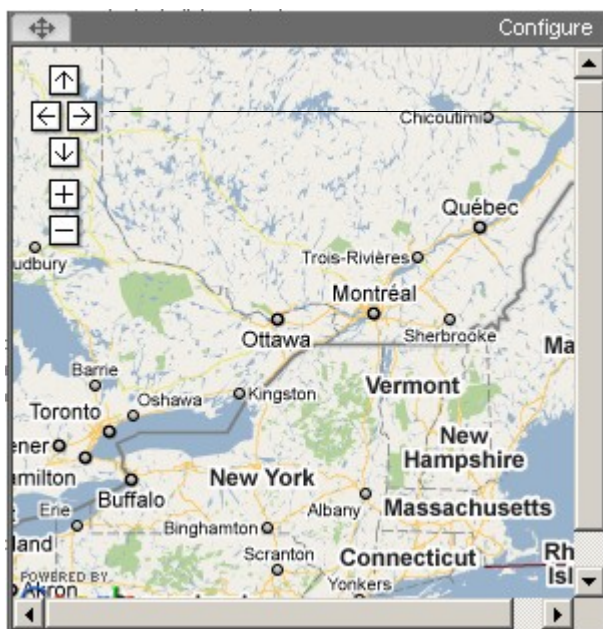 Configure
Chicoutimi
Québec
udbury
Trois-Rivières
Montréal
Ottawa
Sherbrooke
Ma
Barrie
Vermont
Kingston
Oshawa
Toronto
New
Hampshire
ener
amilton
New York
Buffalo
Albany
Massachusetts
Erie
Binghamton
land
Scranton
Connecticut
Rh
Isl
POWERED BY
Yonkers
Akron